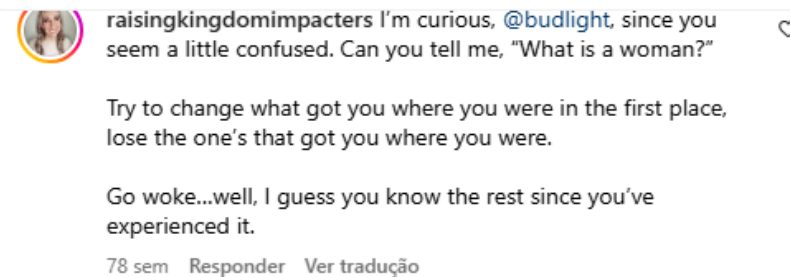 raisingkingdomimpacters I'm curious, @budlight, since you
seem a little confused. Can you tell me, "What is a woman?"
Try to change what got you where you were in the first place,
lose the one's that got you where you were.
Go woke...well, I guess you know the rest since you've
experienced it.
78 sem Responder Ver tradução